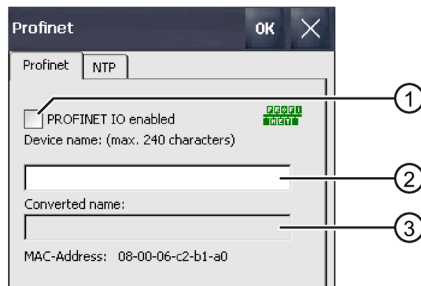 Profinet OK
Profinet NTP
PROFINET IO enabled
PROFI
NET
Device name: (max. 240 characters)
Converted name:
MAC-Address: 08-00-06-c2-b1-a0
1
2
3